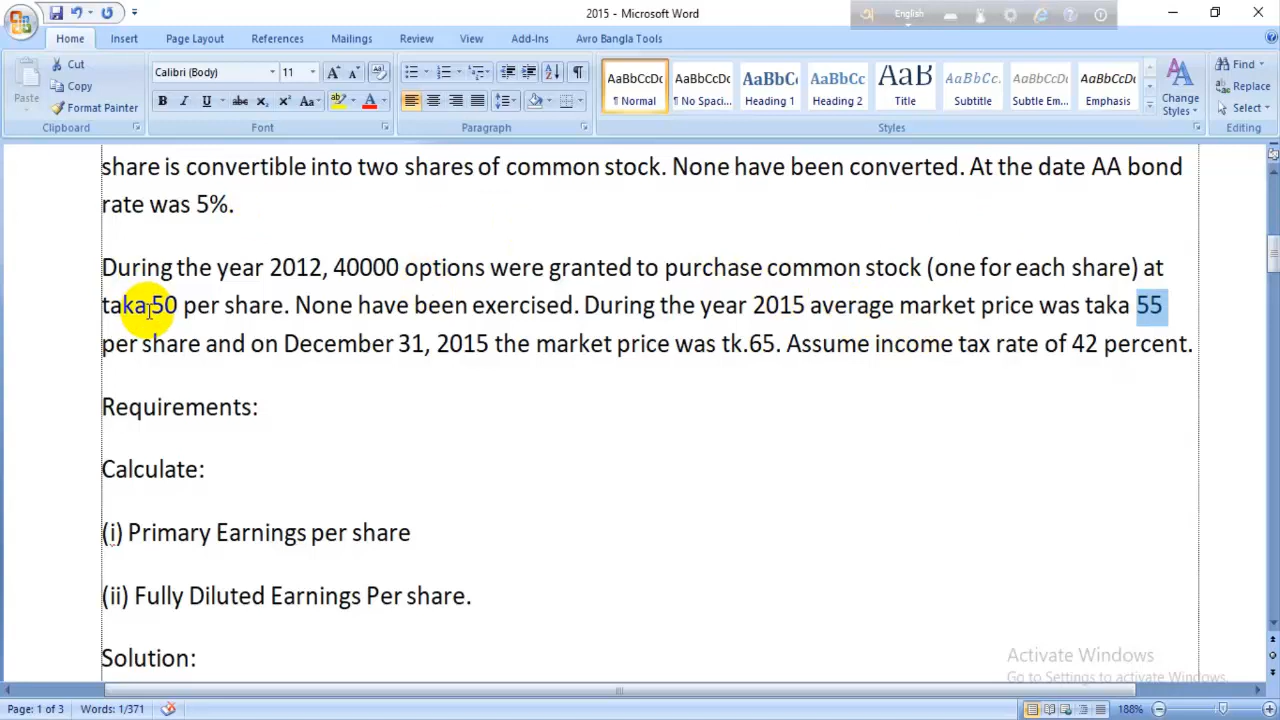 2015 - Microsoft Word
English
Home Insert Page Layout References Mailings Review View Add-Ins Avro Bangla Tools
Paste
Cut
Copy
Format Painter
Clipboard
Calibri (Body) 11
Font
Paragraph
AaBbCcDc AaBbCcDc AaBbCc AaBbCc AaB AaBbCc. AaBbCcDc AaBbCcDc
¶ Normal ¶ No Spaci... Heading 1 Heading 2 Title Subtitle Subtle Em... Emphasis
Change Styles
Styles
Find
Replace
Select
Editing
share is convertible into two shares of common stock. None have been converted. At the date AA bond
rate was 5%.
During the year 2012, 40000 options were granted to purchase common stock (one for each share) at
taka 50 per share. None have been exercised. During the year 2015 average market price was taka 55
per share and on December 31, 2015 the market price was tk.65. Assume income tax rate of 42 percent.
Requirements:
Calculate:
(i) Primary Earnings per share
(ii) Fully Diluted Earnings Per share.
Solution:
Activate Windows
Go to Settings to activate Windows.
Page: 1 of 3 Words: 1/371 188%